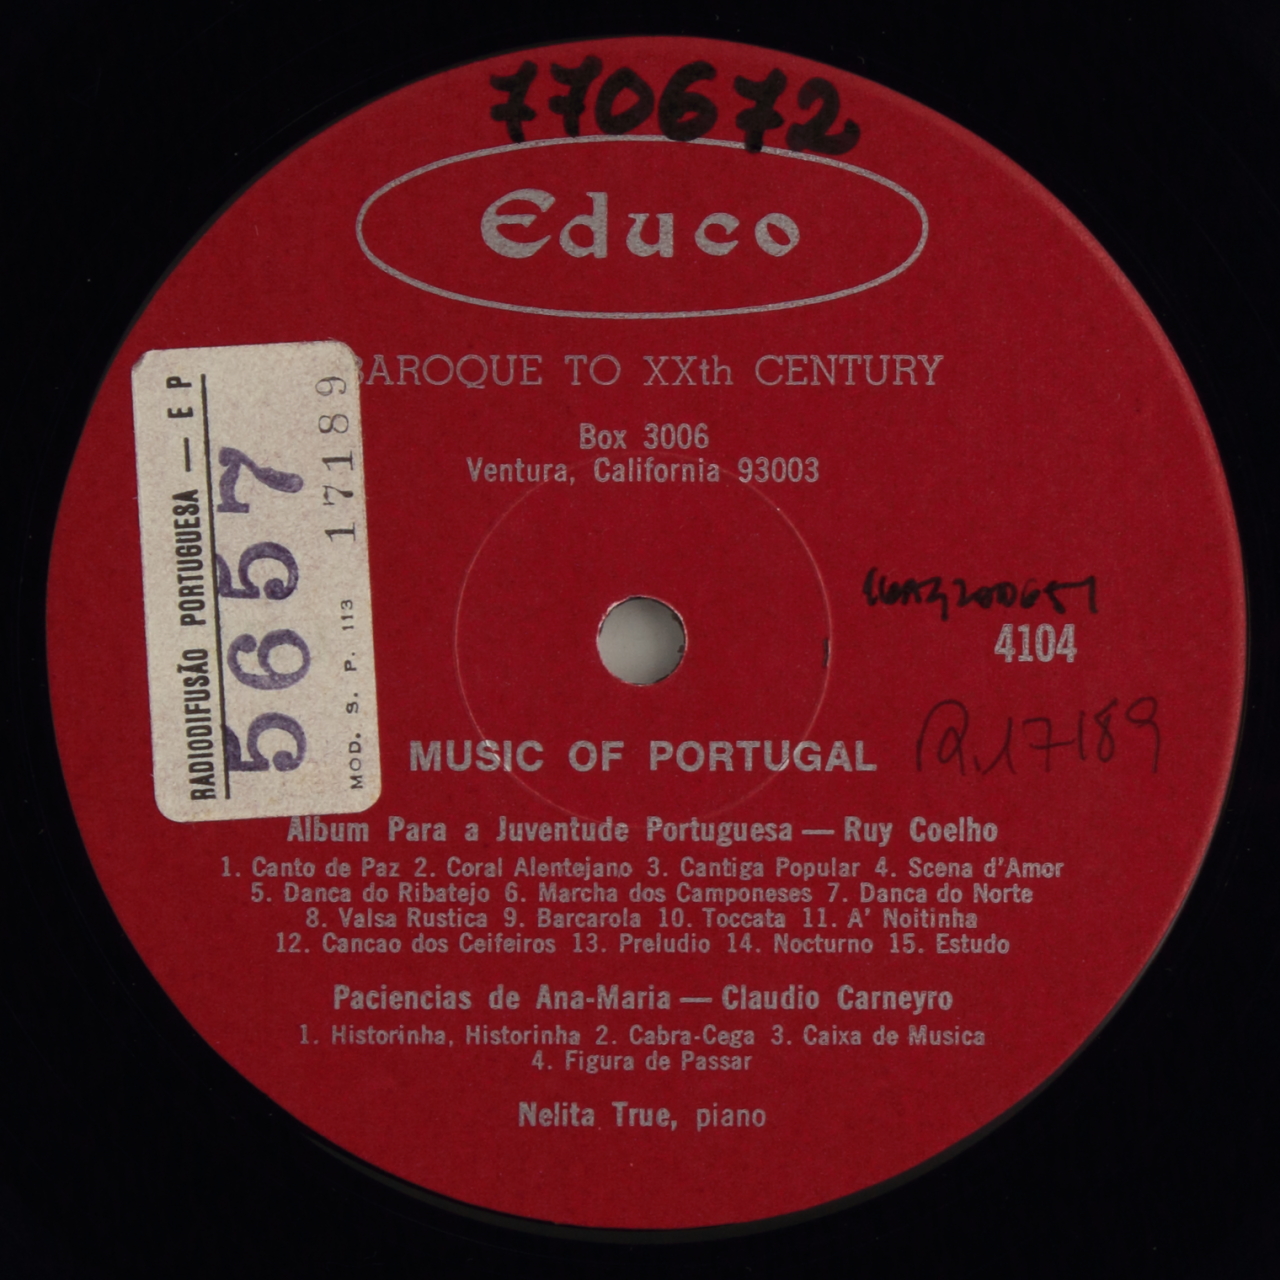 770672
Educo
BAROQUE TO XXth CENTURY
Box 3006
Ventura, California 93003
RADIODIFUSÃO PORTUGUESA — E P
5657
MOD. S. P. 113 17189
4104
R.17189
MUSIC OF PORTUGAL
Album Para a Juventude Portuguesa — Ruy Coelho
1. Canto de Paz 2. Coral Alentejano 3. Cantiga Popular 4. Scena d'Amor
5. Danca do Ribatejo 6. Marcha dos Camponeses 7. Danca do Norte
8. Valsa Rustica 9. Barcarola 10. Toccata 11. A' Noitinha
12. Cancao dos Ceifeiros 13. Preludio 14. Nocturno 15. Estudo
Paciencias de Ana-Maria — Claudio Carneyro
1. Historinha, Historinha 2. Cabra-Cega 3. Caixa de Musica
4. Figura de Passar
Nelita True, piano